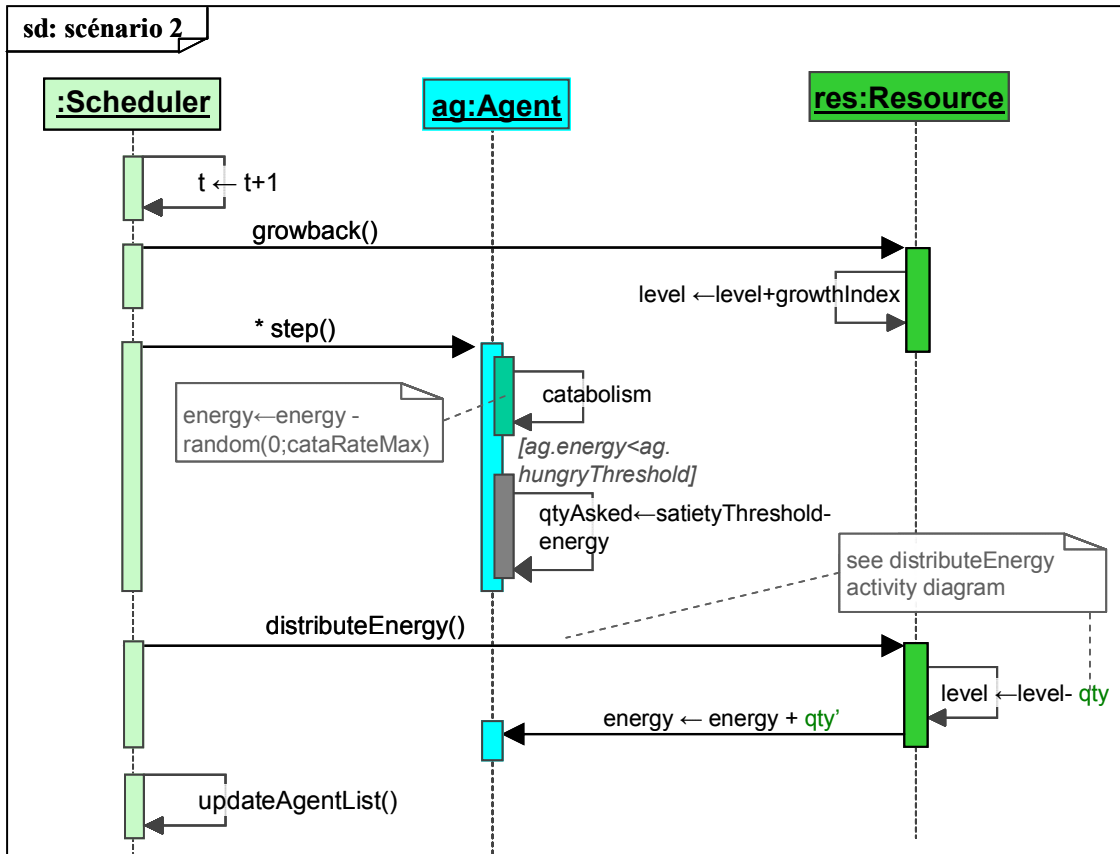 sd: scénario 2
:Scheduler
ag:Agent
res:Resource
t ← t+1
growback()
level ←level+growthIndex
* step()
catabolism
energy←energy -
random(0;cataRateMax)
[ag.energy<ag.
hungryThreshold]
qtyAsked←satietyThreshold-
energy
see distributeEnergy
activity diagram
distributeEnergy()
level ←level- qty
energy ← energy + qty’
updateAgentList()